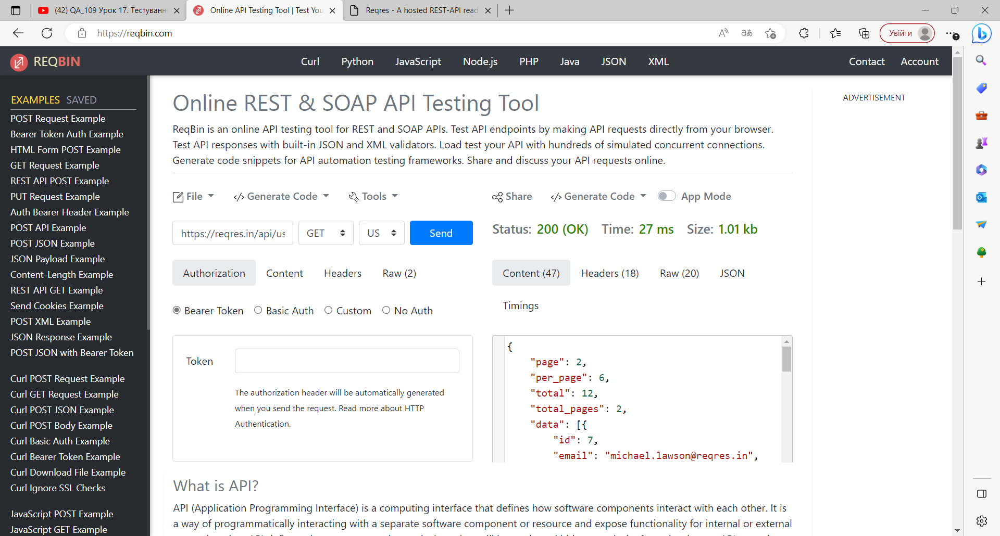 (42) QA_109 Урок 17. Тестуванн
Online API Testing Tool | Test You
Reqres - A hosted REST-API read
https://reqbin.com
Увійти
REQBIN
Curl
Python
JavaScript
Node.js
PHP
Java
JSON
XML
Contact
Account
EXAMPLES SAVED
POST Request Example
Bearer Token Auth Example
HTML Form POST Example
GET Request Example
REST API POST Example
PUT Request Example
Auth Bearer Header Example
POST API Example
POST JSON Example
JSON Payload Example
Content-Length Example
REST API GET Example
Send Cookies Example
POST XML Example
JSON Response Example
POST JSON with Bearer Token
Curl POST Request Example
Curl GET Request Example
Curl POST JSON Example
Curl POST Body Example
Curl Basic Auth Example
Curl Bearer Token Example
Curl Download File Example
Curl Ignore SSL Checks
JavaScript POST Example
JavaScript GET Example
Online REST & SOAP API Testing Tool
ReqBin is an online API testing tool for REST and SOAP APIs. Test API endpoints by making API requests directly from your browser.
Test API responses with built-in JSON and XML validators. Load test your API with hundreds of simulated concurrent connections.
Generate code snippets for API automation testing frameworks. Share and discuss your API requests online.
File
Generate Code
Tools
https://reqres.in/api/us
GET
US
Send
Authorization
Content
Headers
Raw (2)
Bearer Token
Basic Auth
Custom
No Auth
Token
The authorization header will be automatically generated
when you send the request. Read more about HTTP
Authentication.
Share
Generate Code
App Mode
Status: 200 (OK) Time: 27 ms Size: 1.01 kb
Content (47)
Headers (18)
Raw (20)
JSON
Timings
{
"page": 2,
"per_page": 6,
"total": 12,
"total_pages": 2,
"data": [{
"id": 7,
"email": "michael.lawson@reqres.in",
ADVERTISEMENT
What is API?
API (Application Programming Interface) is a computing interface that defines how software components interact with each other. It is
a way of programmatically interacting with a separate software component or resource and expose functionality for internal or external